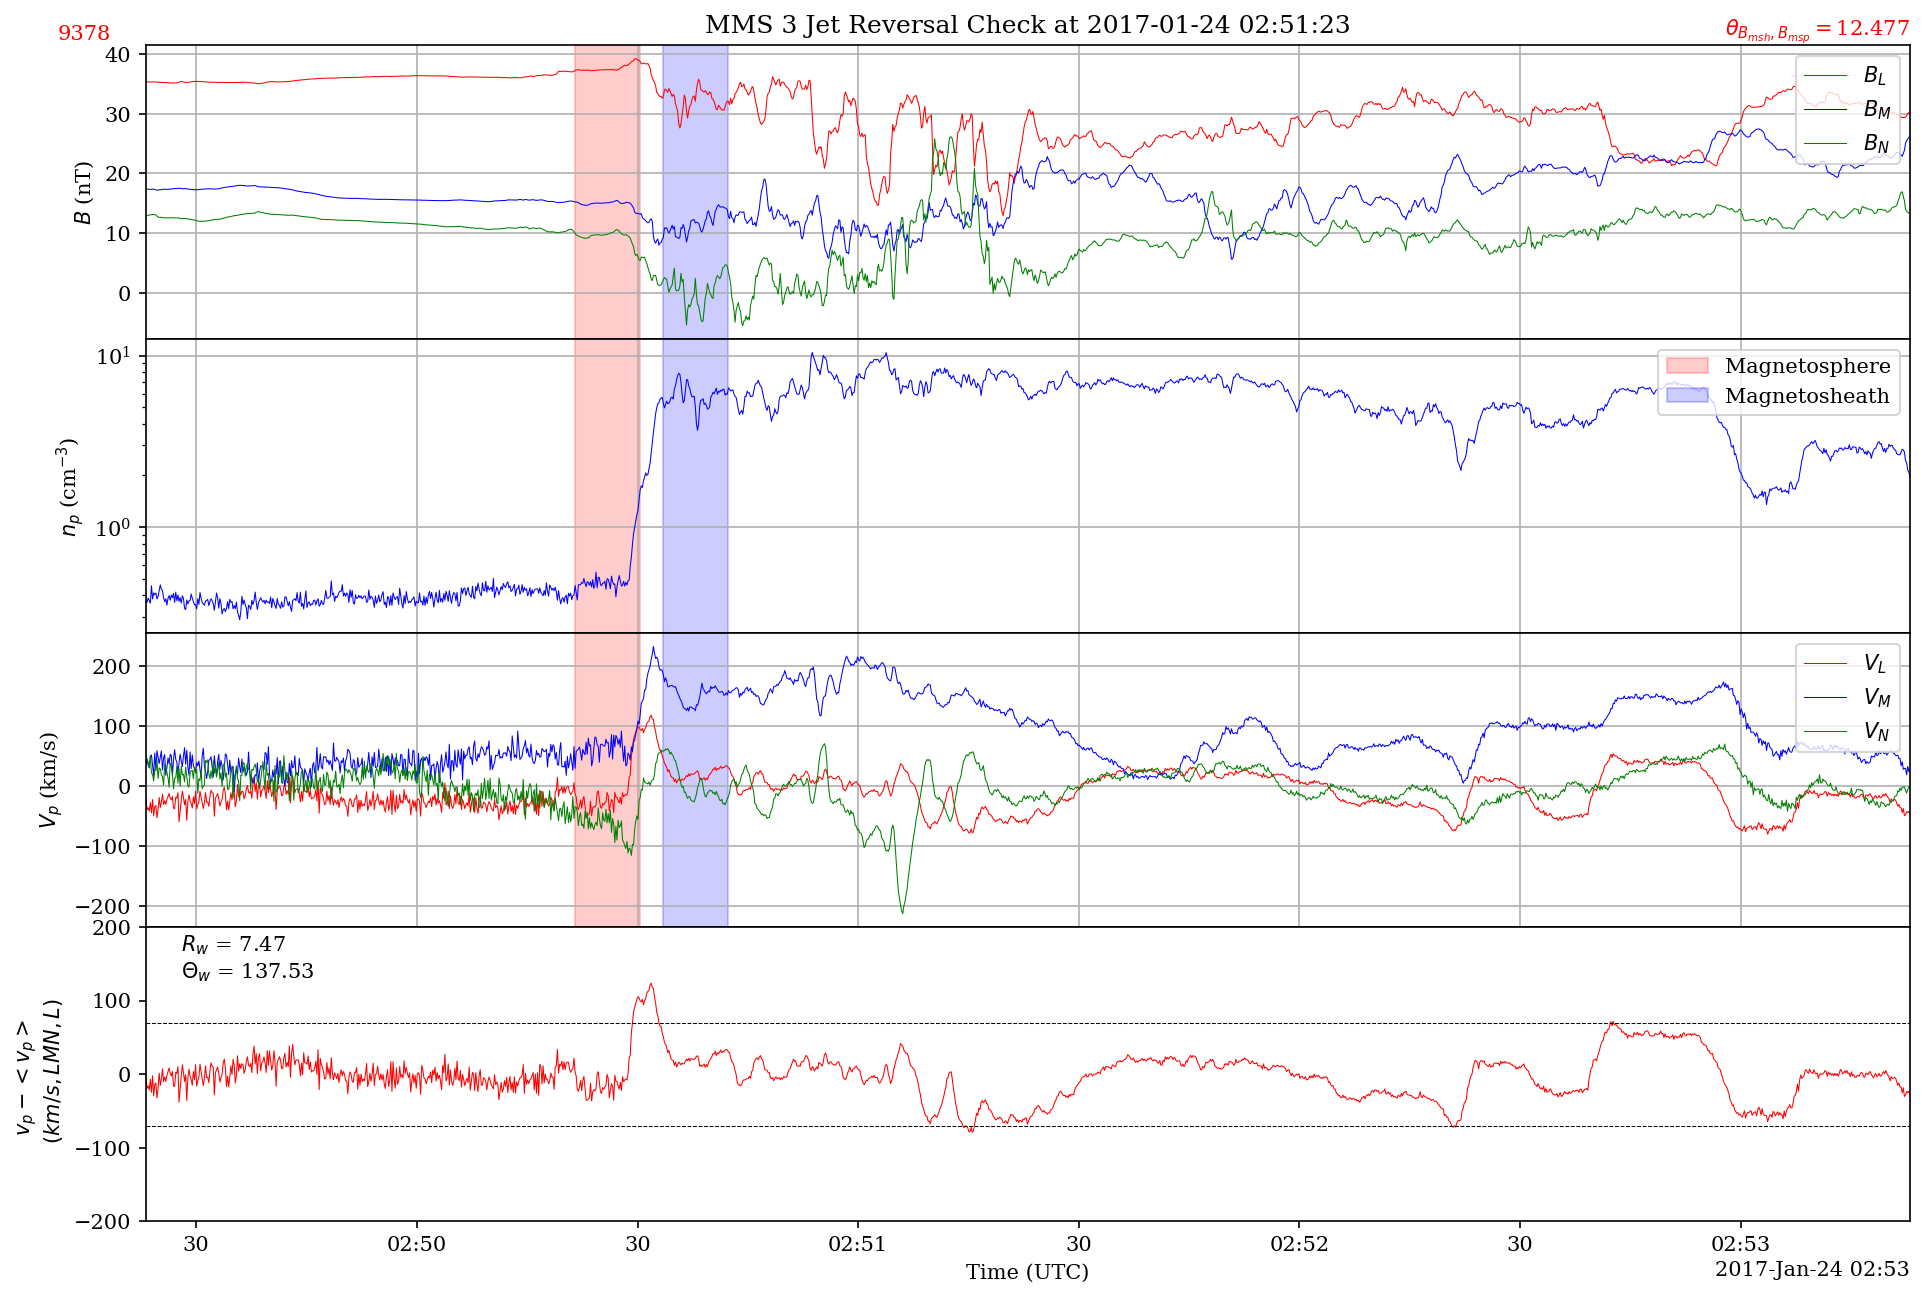 9378
MMS 3 Jet Reversal Check at 2017-01-24 02:51:23
θ_{B_{msh}, B_{msp}} = 12.477
40
30
20
10
0
B (nT)
B_L
B_M
B_N
10^1
10^0
n_p (cm^{−3})
Magnetosphere
Magnetosheath
200
100
0
−100
−200
V_p (km/s)
V_L
V_M
V_N
200
100
0
−100
−200
v_p − <v_p>
(km/s, LMN, L)
R_w = 7.47
Θ_w = 137.53
30
02:50
30
02:51
30
02:52
30
02:53
Time (UTC)
2017-Jan-24 02:53